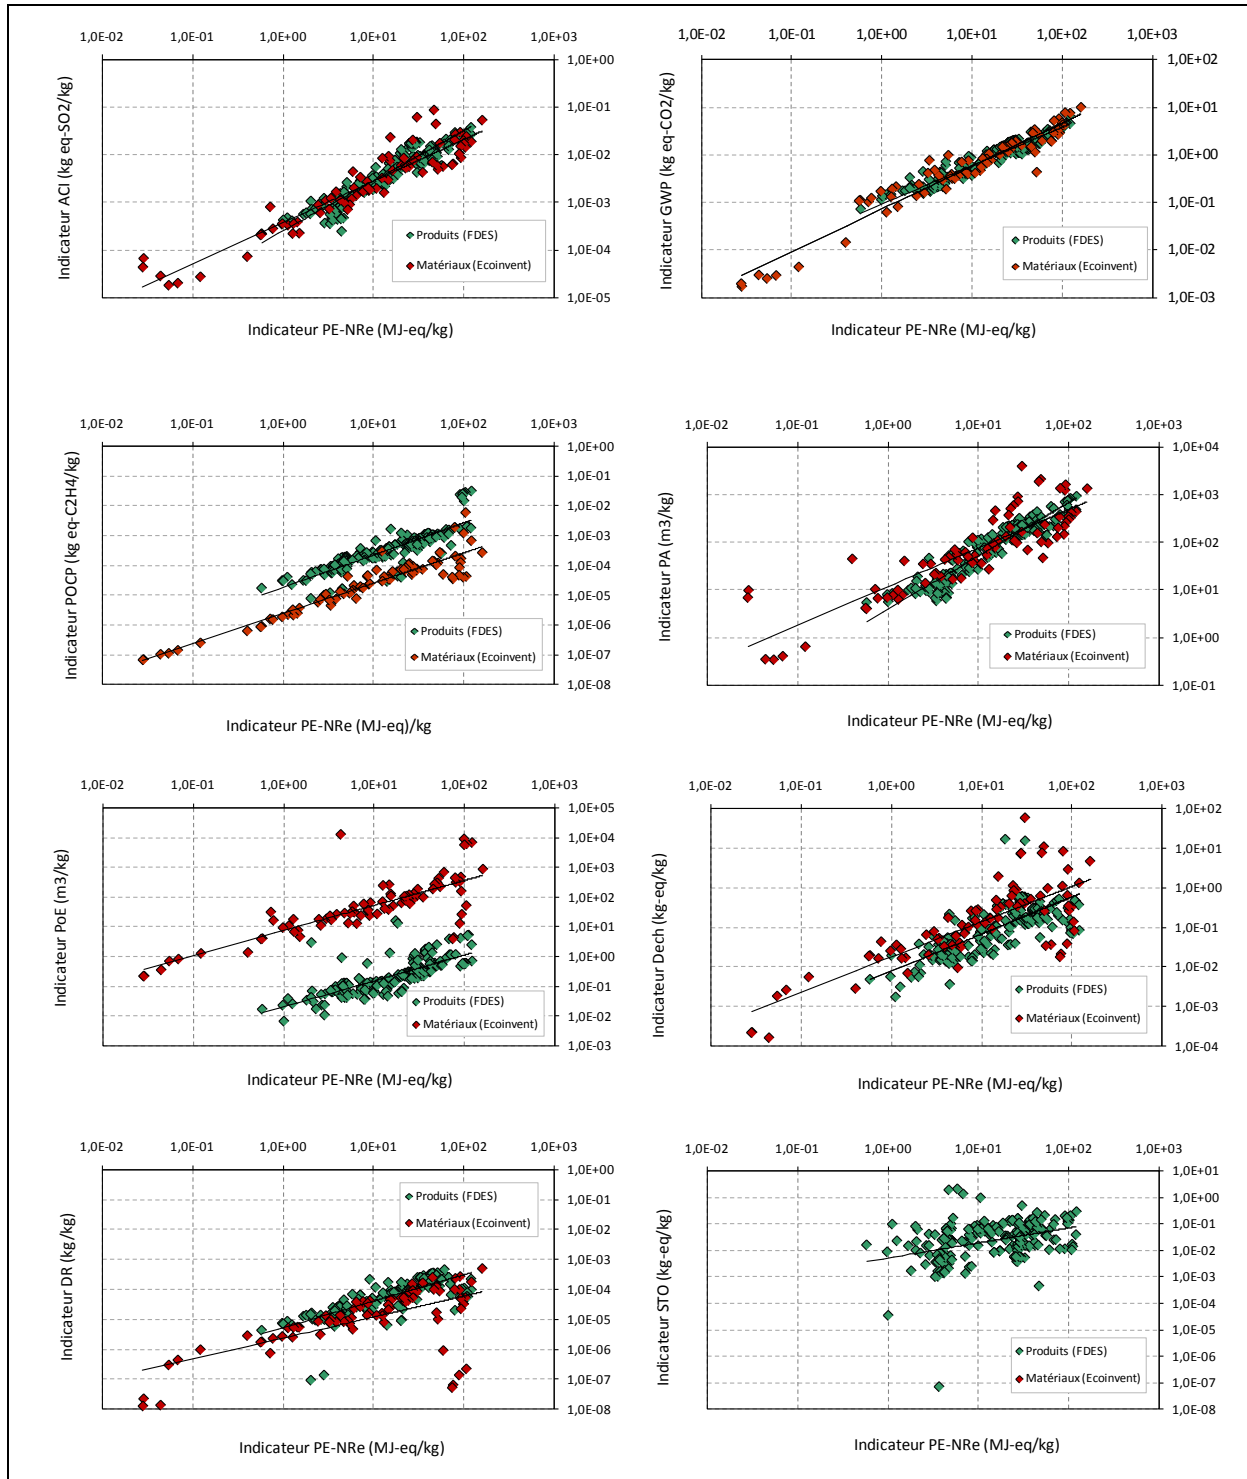 1,0E-02 1,0E-01 1,0E+00 1,0E+01 1,0E+02 1,0E+03
1,0E+00
1,0E-01
1,0E-02
1,0E-03
1,0E-04
1,0E-05
Indicateur ACI (kg eq-SO2/kg)
Produits (FDES)
Matériaux (Ecoinvent)
Indicateur PE-NRe (MJ-eq/kg)
1,0E-02 1,0E-01 1,0E+00 1,0E+01 1,0E+02 1,0E+03
1,0E+02
1,0E+01
1,0E+00
1,0E-01
1,0E-02
1,0E-03
Indicateur GWP (kg eq-CO2/kg)
Produits (FDES)
Matériaux (Ecoinvent)
Indicateur PE-NRe (MJ-eq/kg)
1,0E-02 1,0E-01 1,0E+00 1,0E+01 1,0E+02 1,0E+03
1,0E+00
1,0E-01
1,0E-02
1,0E-03
1,0E-04
1,0E-05
1,0E-06
1,0E-07
1,0E-08
Indicateur POCP (kg eq-C2H4/kg)
Produits (FDES)
Matériaux (Ecoinvent)
Indicateur PE-NRe (MJ-eq)/kg
1,0E-02 1,0E-01 1,0E+00 1,0E+01 1,0E+02 1,0E+03
1,0E+04
1,0E+03
1,0E+02
1,0E+01
1,0E+00
1,0E-01
Indicateur PA (m3/kg)
Produits (FDES)
Matériaux (Ecoinvent)
Indicateur PE-NRe (MJ-eq/kg)
1,0E-02 1,0E-01 1,0E+00 1,0E+01 1,0E+02 1,0E+03
1,0E+05
1,0E+04
1,0E+03
1,0E+02
1,0E+01
1,0E+00
1,0E-01
1,0E-02
1,0E-03
Indicateur PoE (m3/kg)
Produits (FDES)
Matériaux (Ecoinvent)
Indicateur PE-NRe (MJ-eq/kg)
1,0E-02 1,0E-01 1,0E+00 1,0E+01 1,0E+02 1,0E+03
1,0E+02
1,0E+01
1,0E+00
1,0E-01
1,0E-02
1,0E-03
1,0E-04
Indicateur Dech (kg-eq/kg)
Produits (FDES)
Matériaux (Ecoinvent)
Indicateur PE-NRe (MJ-eq/kg)
1,0E-02 1,0E-01 1,0E+00 1,0E+01 1,0E+02 1,0E+03
1,0E+00
1,0E-01
1,0E-02
1,0E-03
1,0E-04
1,0E-05
1,0E-06
1,0E-07
1,0E-08
Indicateur DR (kg/kg)
Produits (FDES)
Matériaux (Ecoinvent)
Indicateur PE-NRe (MJ-eq/kg)
1,0E-02 1,0E-01 1,0E+00 1,0E+01 1,0E+02 1,0E+03
1,0E+01
1,0E+00
1,0E-01
1,0E-02
1,0E-03
1,0E-04
1,0E-05
1,0E-06
1,0E-07
1,0E-08
Indicateur STO (kg-eq/kg)
Produits (FDES)
Matériaux (Ecoinvent)
Indicateur PE-NRe (MJ-eq/kg)